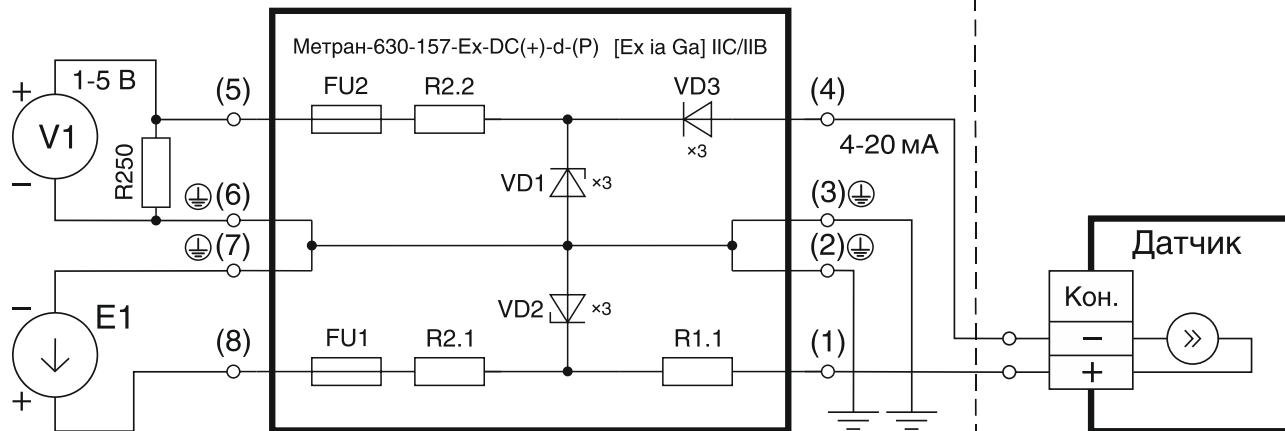 Метран-630-157-Ex-DC(+)-d-(P) [Ex ia Ga] IIC/IIB
1-5 В
+
V1
−
R250
(5)
FU2
R2.2
VD3
×3
(4)
4-20 мА
VD1
×3
(6)
(7)
(3)
(2)
Датчик
Кон.
−
+
−
E1
+
VD2
×3
(8)
FU1
R2.1
R1.1
(1)